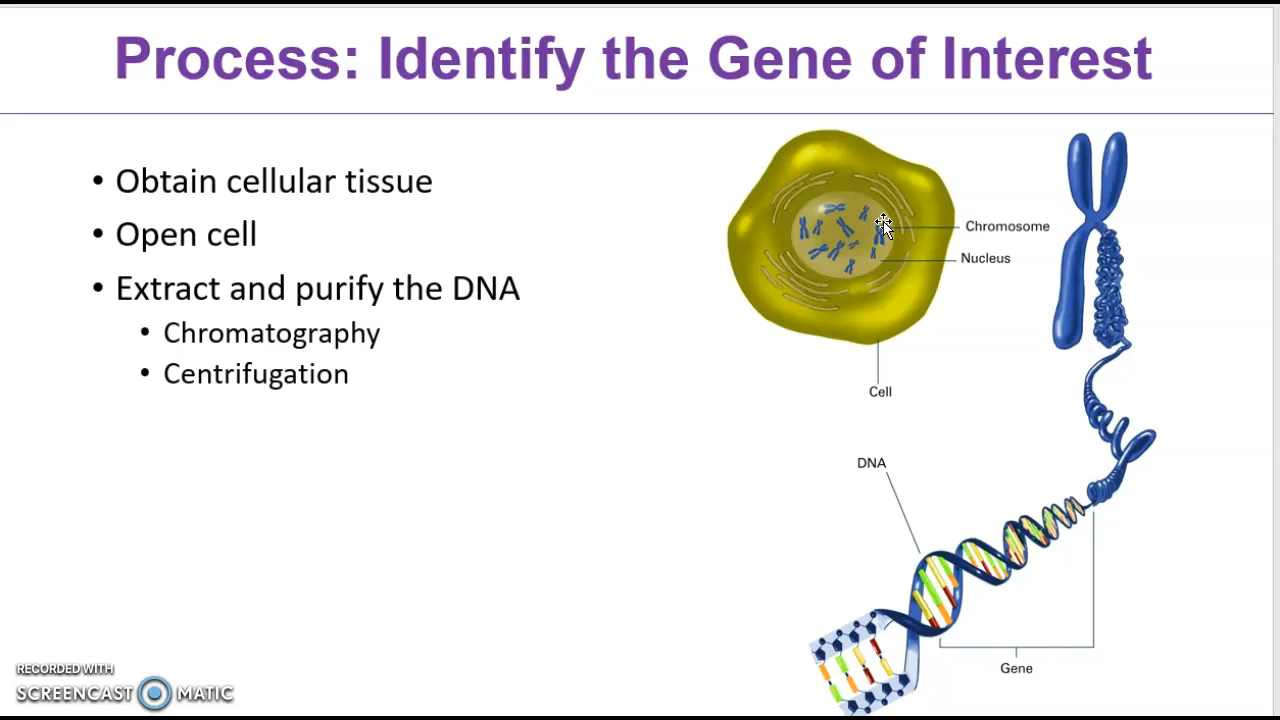 Process: Identify the Gene of Interest
• Obtain cellular tissue
• Open cell
• Extract and purify the DNA
• Chromatography
• Centrifugation
Chromosome
Nucleus
Cell
DNA
Gene
RECORDED WITH
SCREENCAST MATIC